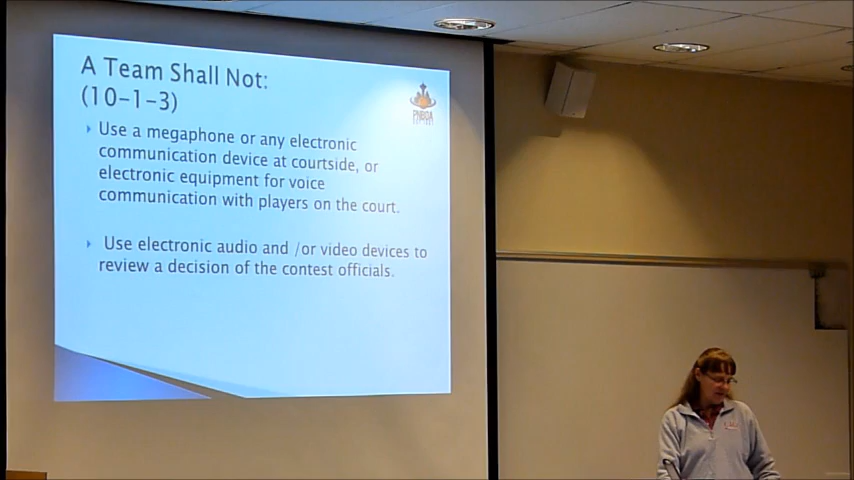 A Team Shall Not:
(10-1-3)
Use a megaphone or any electronic
communication device at courtside, or
electronic equipment for voice
communication with players on the court.
Use electronic audio and /or video devices to
review a decision of the contest officials.
PNBOA